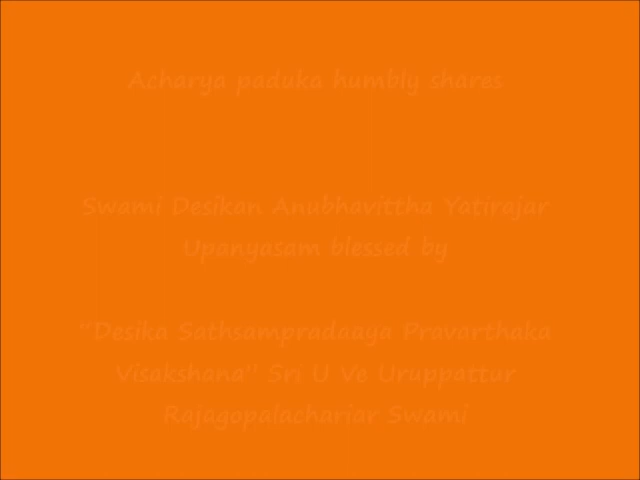 Acharya paduka humbly shares
Swami Desikan Anubhavittha Yatirajar
Upanyasam blessed by
"Desika Sathsampradaaya Pravarthaka
Visakshana" Sri U Ve Uruppattur
Rajagopalachariar Swami